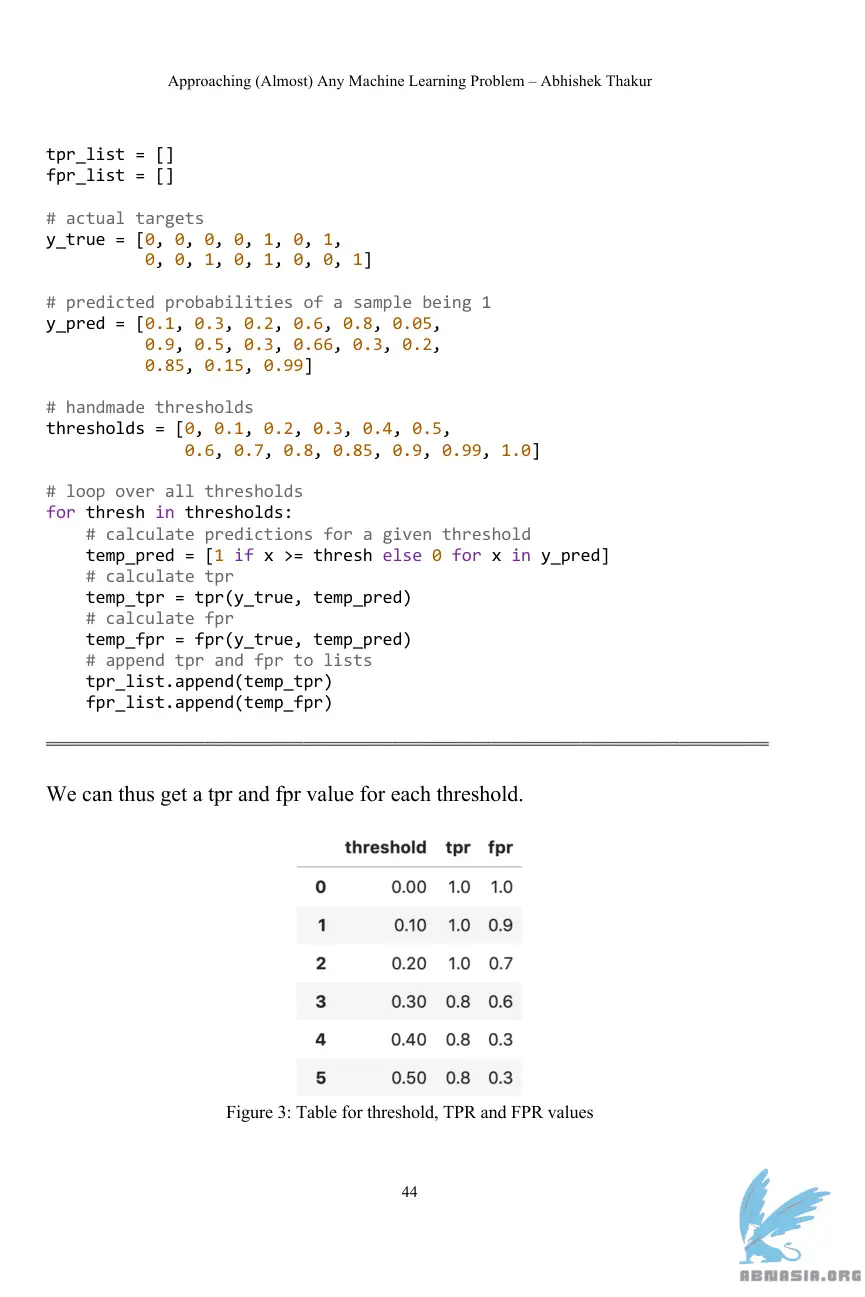 Approaching (Almost) Any Machine Learning Problem – Abhishek Thakur
tpr_list = []
fpr_list = []
# actual targets
y_true = [0, 0, 0, 0, 1, 0, 1,
          0, 0, 1, 0, 1, 0, 0, 1]
# predicted probabilities of a sample being 1
y_pred = [0.1, 0.3, 0.2, 0.6, 0.8, 0.05,
          0.9, 0.5, 0.3, 0.66, 0.3, 0.2,
          0.85, 0.15, 0.99]
# handmade thresholds
thresholds = [0, 0.1, 0.2, 0.3, 0.4, 0.5,
              0.6, 0.7, 0.8, 0.85, 0.9, 0.99, 1.0]
# loop over all thresholds
for thresh in thresholds:
    # calculate predictions for a given threshold
    temp_pred = [1 if x >= thresh else 0 for x in y_pred]
    # calculate tpr
    temp_tpr = tpr(y_true, temp_pred)
    # calculate fpr
    temp_fpr = fpr(y_true, temp_pred)
    # append tpr and fpr to lists
    tpr_list.append(temp_tpr)
    fpr_list.append(temp_fpr)
We can thus get a tpr and fpr value for each threshold.
threshold tpr fpr
0 0.00 1.0 1.0
1 0.10 1.0 0.9
2 0.20 1.0 0.7
3 0.30 0.8 0.6
4 0.40 0.8 0.3
5 0.50 0.8 0.3
Figure 3: Table for threshold, TPR and FPR values
44
ABNASIA.ORG